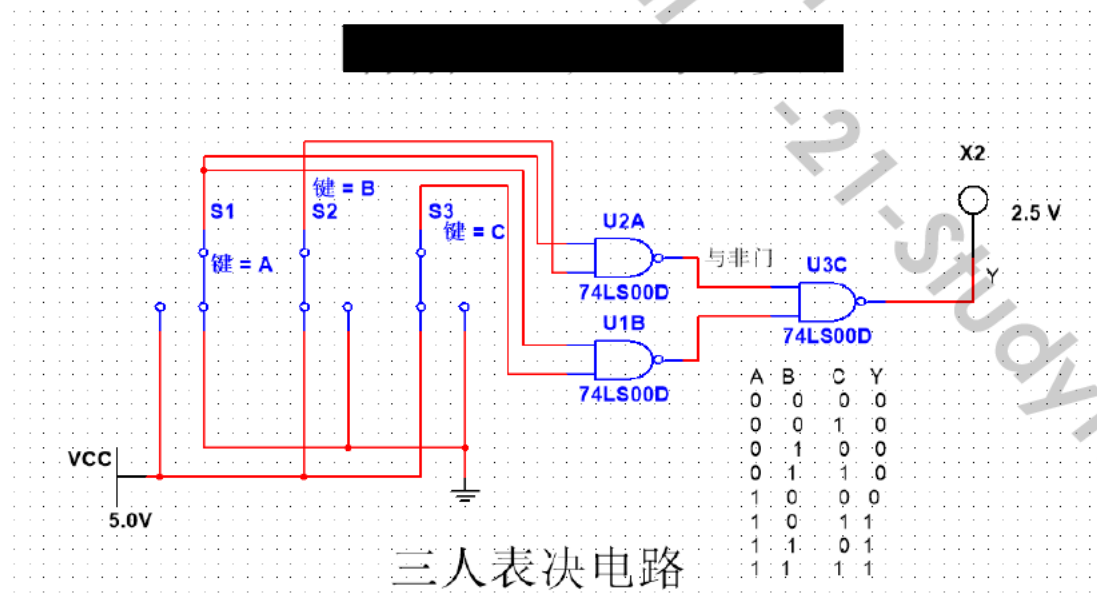 X2
键 = B
S1
S2
S3
2.5 V
键 = C
U2A
键 = A
与非门
U3C
Y
74LS00D
U1B
74LS00D
74LS00D
A B C Y
0 0 0 0
0 0 1 0
0 1 0 0
0 1 1 0
1 0 0 0
1 0 1 1
1 1 0 1
1 1 1 1
VCC
5.0V
三人表决电路
-21-Study